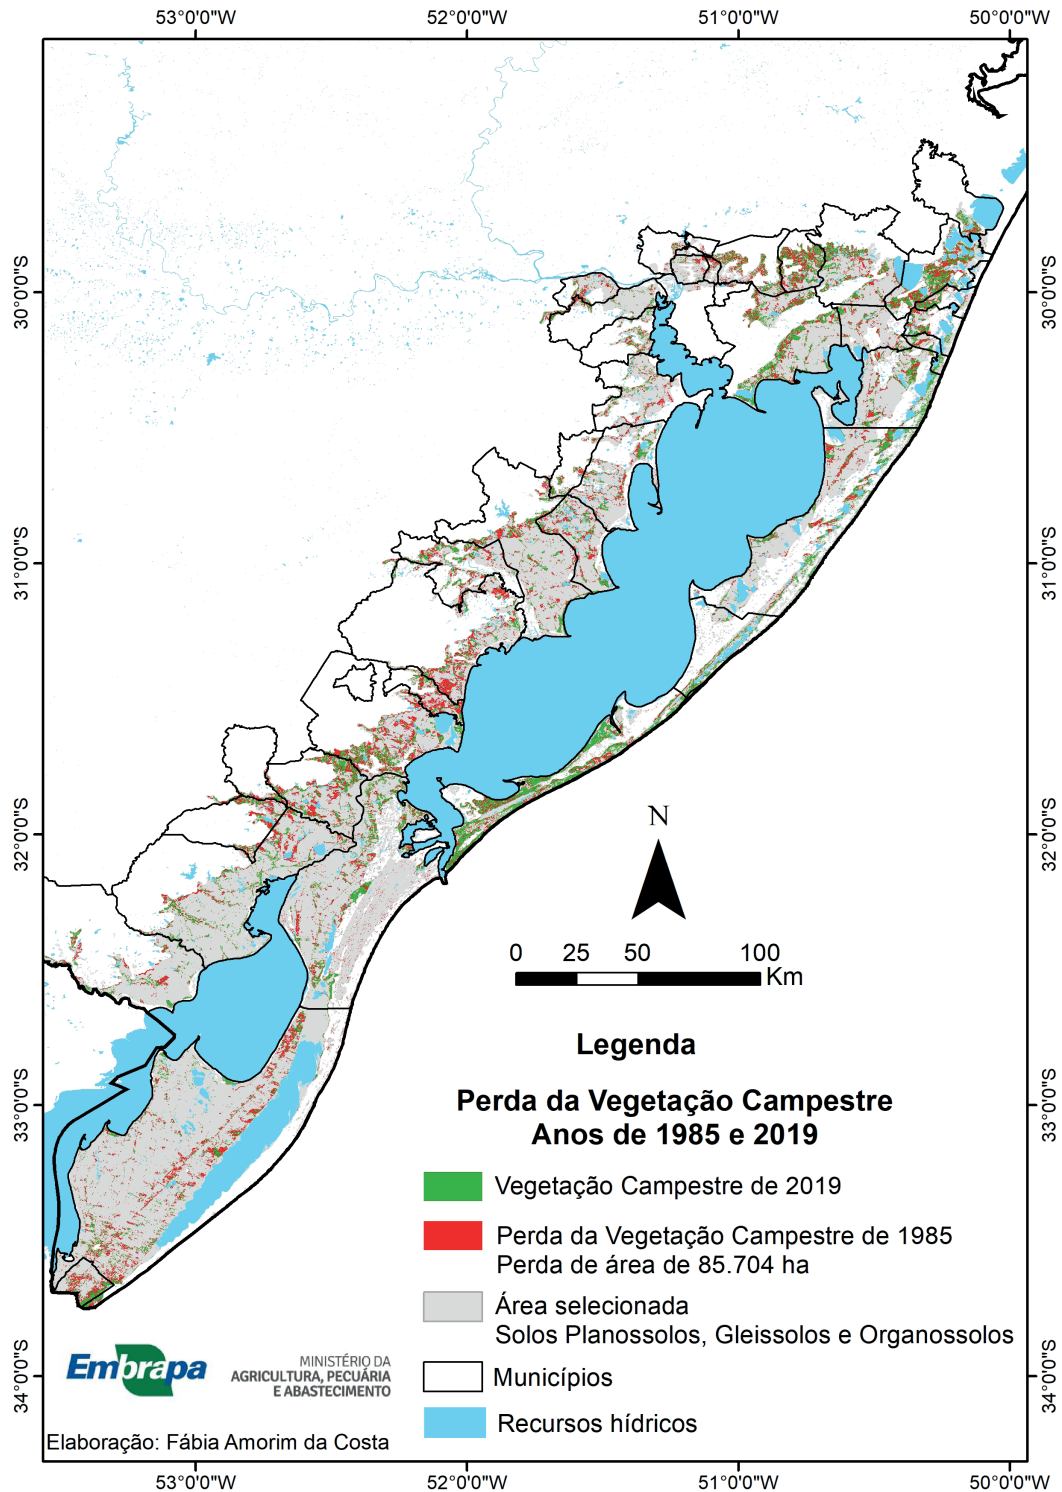 53°0'0"W 52°0'0"W 51°0'0"W 50°0'0"W
30°0'0"S 30°0'0"S
31°0'0"S 31°0'0"S
32°0'0"S 32°0'0"S
N
0 25 50 100
Km
Legenda
Perda da Vegetação Campestre
Anos de 1985 e 2019
33°0'0"S 33°0'0"S
Vegetação Campestre de 2019
Perda da Vegetação Campestre de 1985
Perda de área de 85.704 ha
Área selecionada
Solos Planossolos, Gleissolos e Organossolos
Municípios
Recursos hídricos
34°0'0"S 34°0'0"S
Embrapa
MINISTÉRIO DA
AGRICULTURA, PECUÁRIA
E ABASTECIMENTO
Elaboração: Fábia Amorim da Costa
53°0'0"W 52°0'0"W 51°0'0"W 50°0'0"W